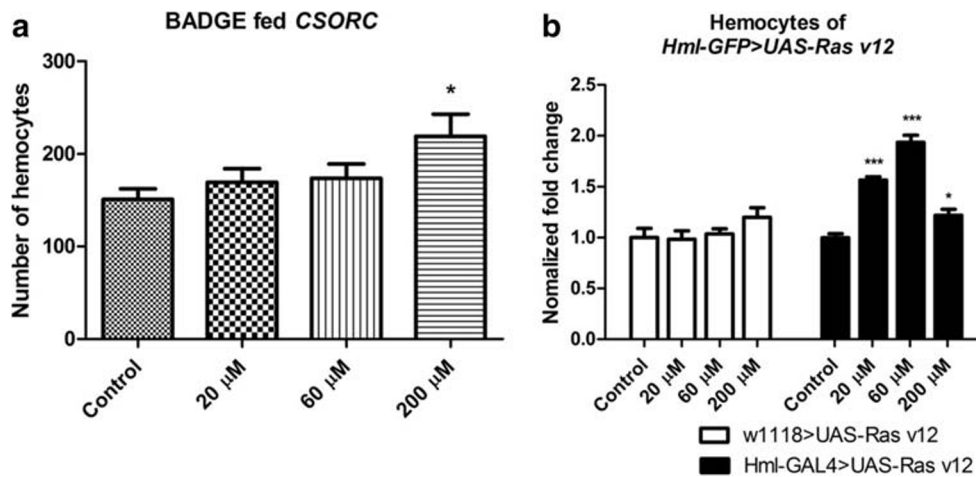 a
BADGE fed CSORC
Number of hemocytes
300
200
100
0
*
Control
20 µM
60 µM
200 µM
b
Hemocytes of
Hml-GFP>UAS-Ras v12
Nomalized fold change
2.5
2.0
1.5
1.0
0.5
0.0
***
***
*
Control
20 µM
60 µM
200 µM
Control
20 µM
60 µM
200 µM
w1118>UAS-Ras v12
Hml-GAL4>UAS-Ras v12